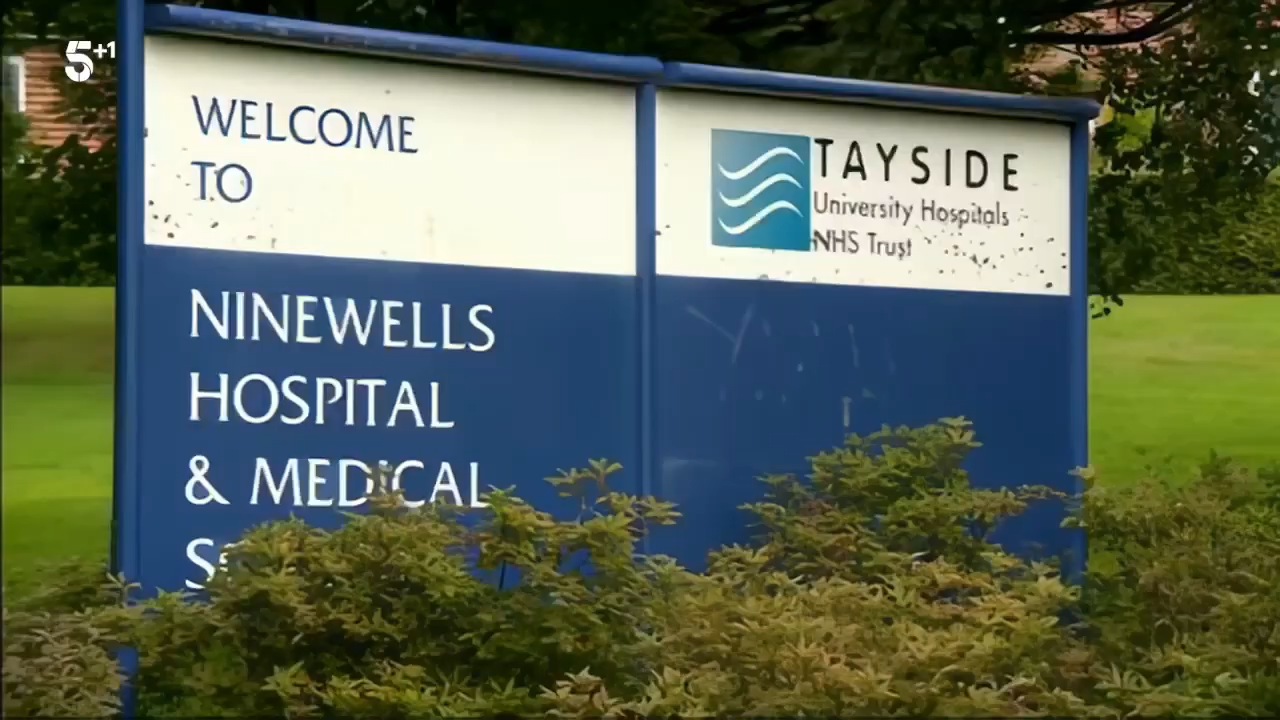 5+1
WELCOME
TO
NINEWELLS
HOSPITAL
& MEDICAL
TAYSIDE
University Hospitals
NHS Trust